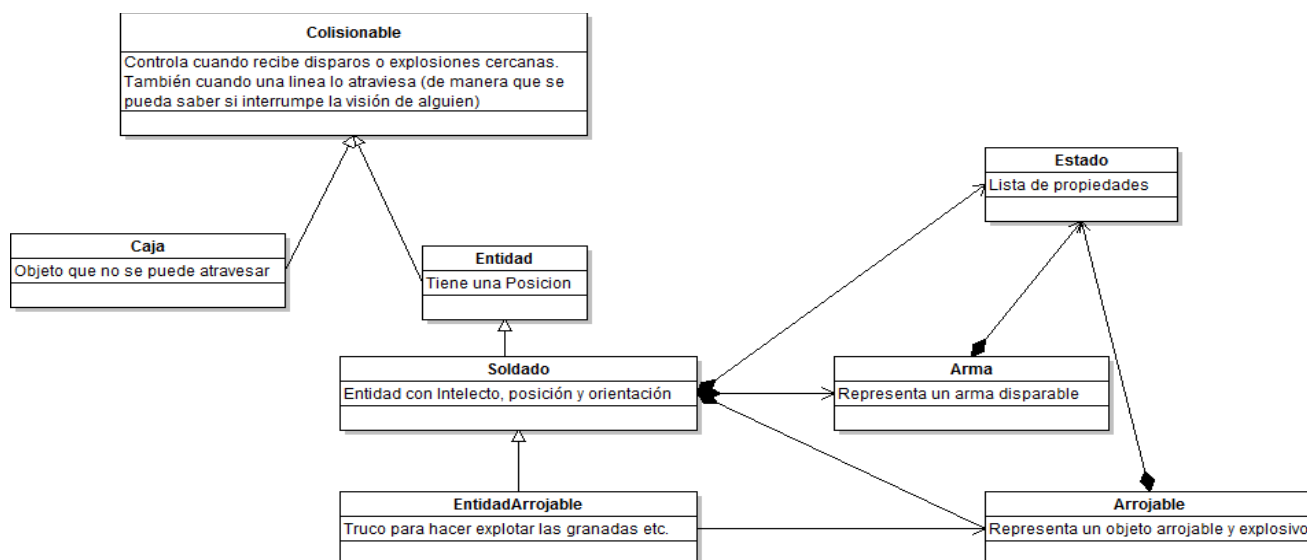 Colisionable
Controla cuando recibe disparos o explosiones cercanas.
También cuando una linea lo atraviesa (de manera que se
pueda saber si interrumpe la visión de alguien)
Estado
Lista de propiedades
Caja
Objeto que no se puede atravesar
Entidad
Tiene una Posicion
Soldado
Entidad con Intelecto, posición y orientación
Arma
Representa un arma disparable
EntidadArrojable
Truco para hacer explotar las granadas etc.
Arrojable
Representa un objeto arrojable y explosivo